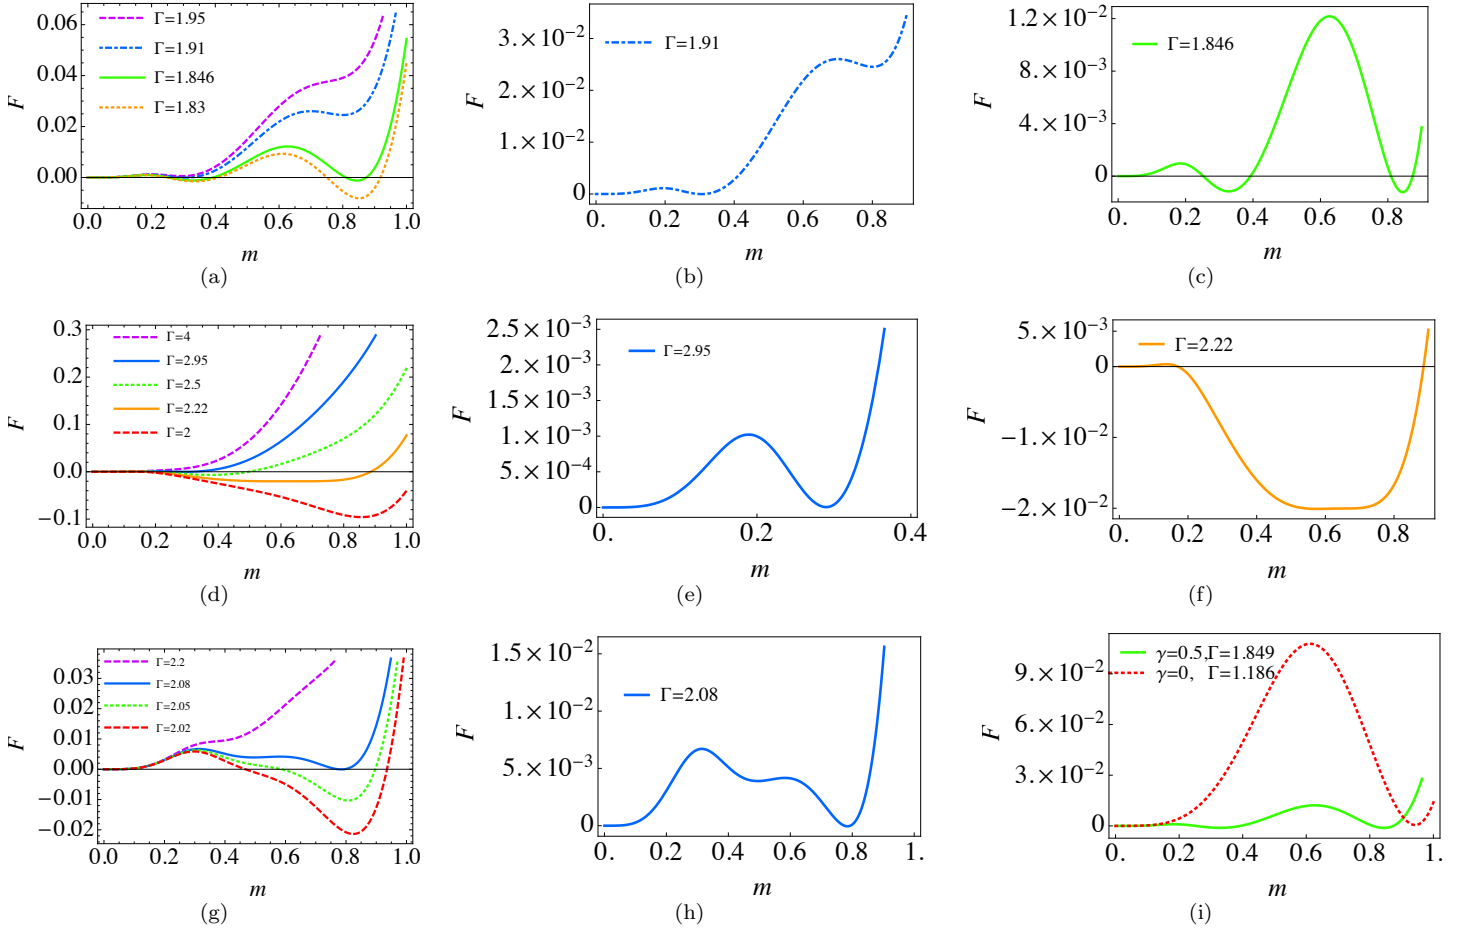 Γ=1.95
Γ=1.91
Γ=1.846
Γ=1.83
0.06
0.04
0.02
0.00
F
0.0 0.2 0.4 0.6 0.8 1.0
m
(a)
Γ=1.91
3.×10⁻²
2.×10⁻²
1.×10⁻²
0
F
0. 0.2 0.4 0.6 0.8
m
(b)
Γ=1.846
1.2×10⁻²
8.×10⁻³
4.×10⁻³
0
F
0. 0.2 0.4 0.6 0.8
m
(c)
Γ=4
Γ=2.95
Γ=2.5
Γ=2.22
Γ=2
0.3
0.2
0.1
0.0
−0.1
F
0.0 0.2 0.4 0.6 0.8 1.0
m
(d)
Γ=2.95
2.5×10⁻³
2.×10⁻³
1.5×10⁻³
1.×10⁻³
5.×10⁻⁴
0
F
0. 0.2 0.4
m
(e)
Γ=2.22
5.×10⁻³
0
−1.×10⁻²
−2.×10⁻²
F
0. 0.2 0.4 0.6 0.8
m
(f)
Γ=2.2
Γ=2.08
Γ=2.05
Γ=2.02
0.03
0.02
0.01
0.00
−0.01
−0.02
F
0.0 0.2 0.4 0.6 0.8 1.0
m
(g)
Γ=2.08
1.5×10⁻²
1.×10⁻²
5.×10⁻³
0
F
0. 0.2 0.4 0.6 0.8 1.
m
(h)
γ=0.5,Γ=1.849
γ=0, Γ=1.186
9.×10⁻²
6.×10⁻²
3.×10⁻²
0
F
0. 0.2 0.4 0.6 0.8 1.
m
(i)